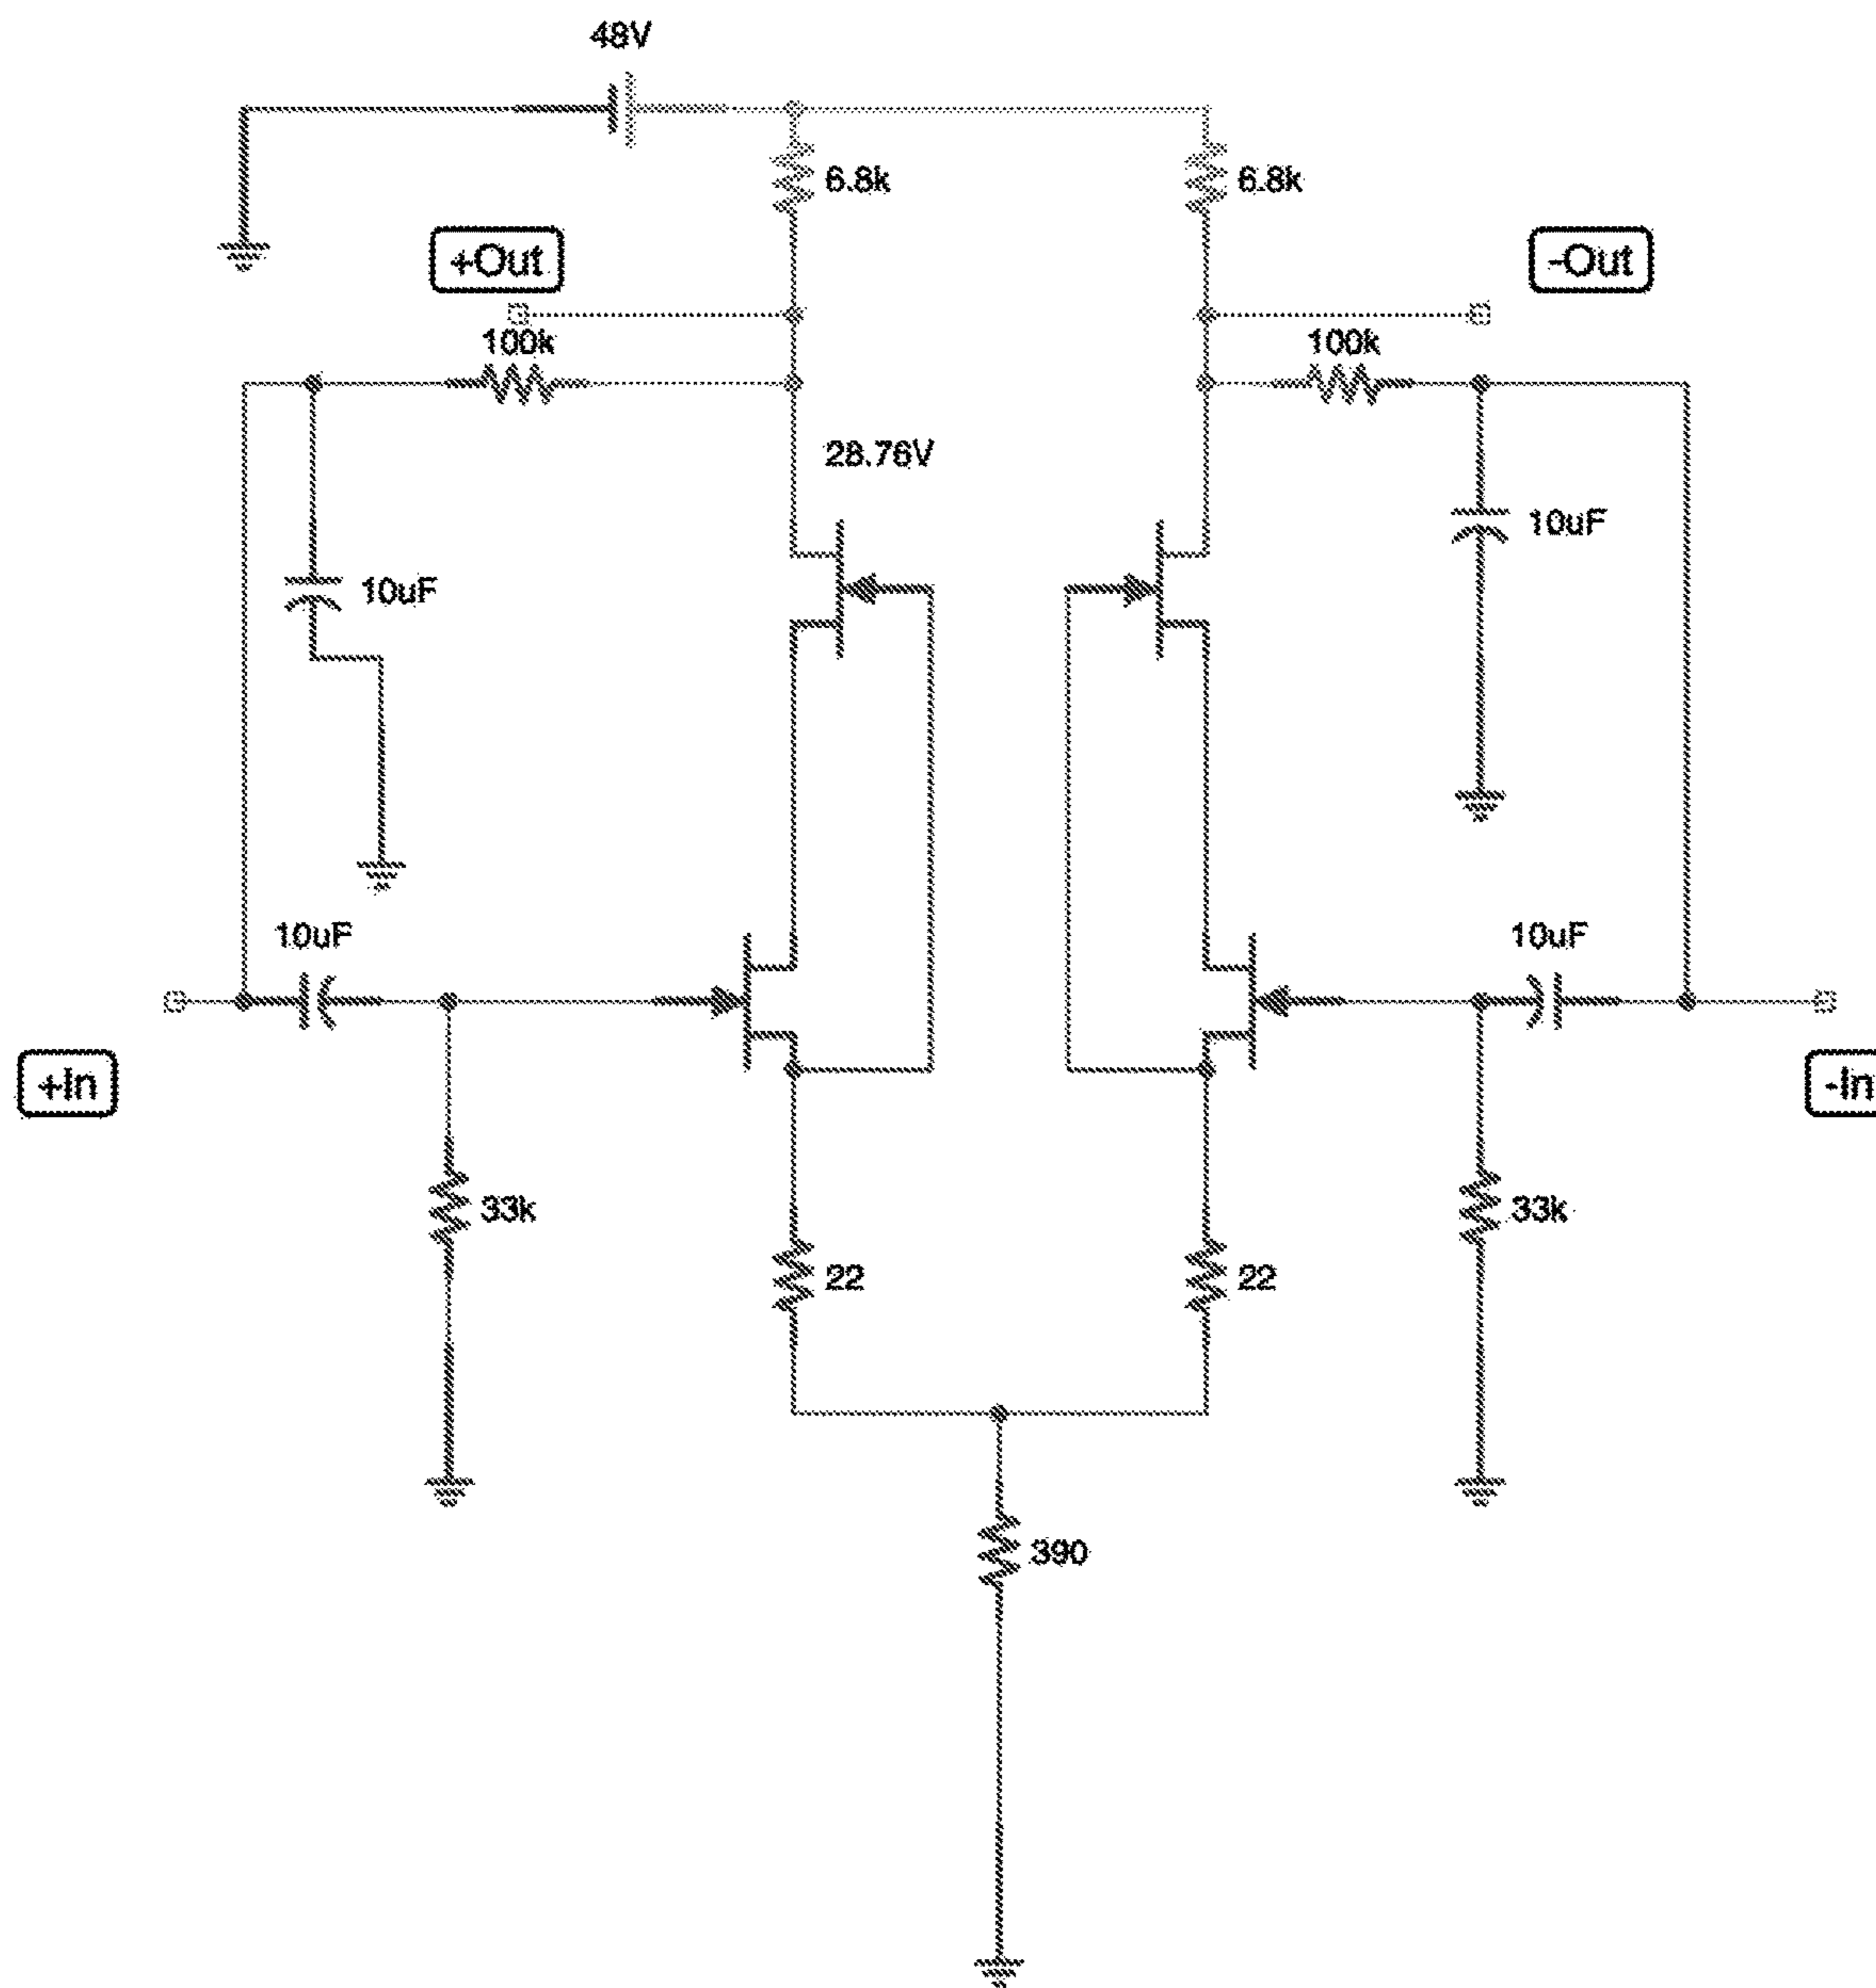 48V
6.8k
6.8k
+Out
-Out
100k
100k
28.76V
10uF
10uF
10uF
10uF
+In
-In
33k
33k
22
22
390